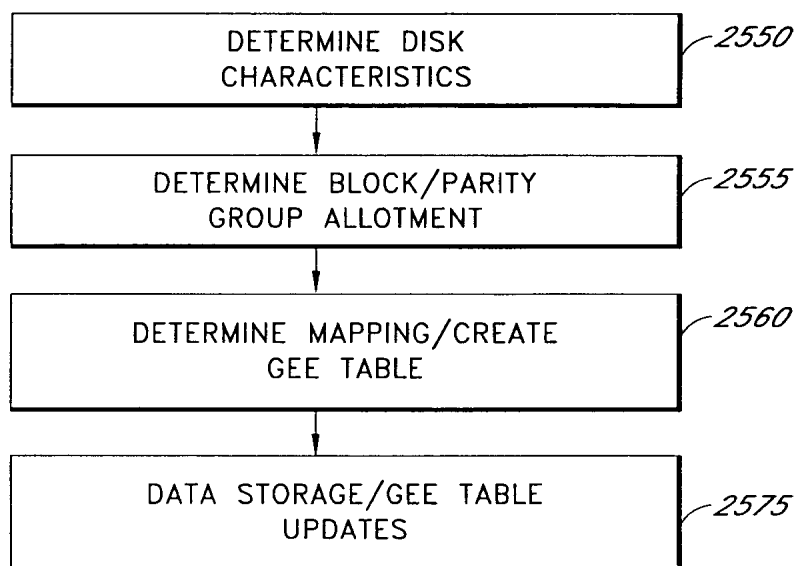 DETERMINE DISK
CHARACTERISTICS
2550
DETERMINE BLOCK/PARITY
GROUP ALLOTMENT
2555
DETERMINE MAPPING/CREATE
GEE TABLE
2560
DATA STORAGE/GEE TABLE
UPDATES
2575